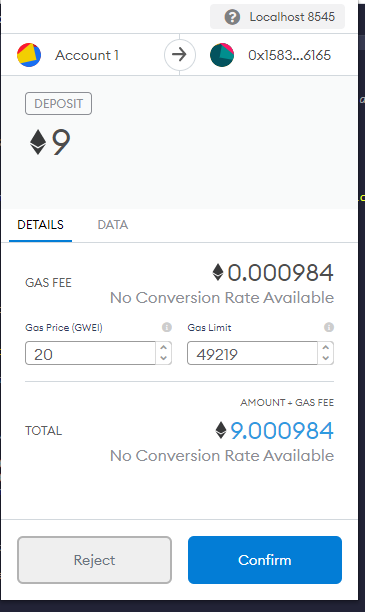 Localhost 8545
Account 1
0x1583...6165
DEPOSIT
9
DETAILS DATA
0.000984
GAS FEE
No Conversion Rate Available
Gas Price (GWEI) Gas Limit
20 49219
AMOUNT + GAS FEE
TOTAL 9.000984
No Conversion Rate Available
Reject Confirm